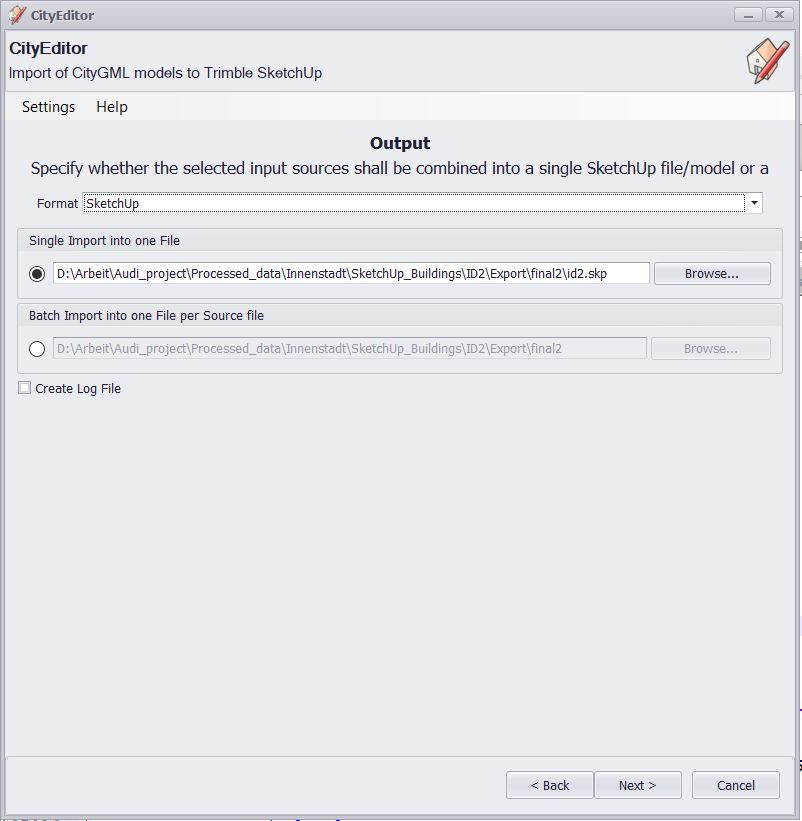 CityEditor
CityEditor
Import of CityGML models to Trimble SketchUp
Settings Help
Output
Specify whether the selected input sources shall be combined into a single SketchUp file/model or a
Format SketchUp
Single Import into one File
D:\Arbeit\Audi_project\Processed_data\Innenstadt\SketchUp_Buildings\ID2\Export\final2\id2.skp Browse...
Batch Import into one File per Source file
D:\Arbeit\Audi_project\Processed_data\Innenstadt\SketchUp_Buildings\ID2\Export\final2 Browse...
Create Log File
< Back Next > Cancel